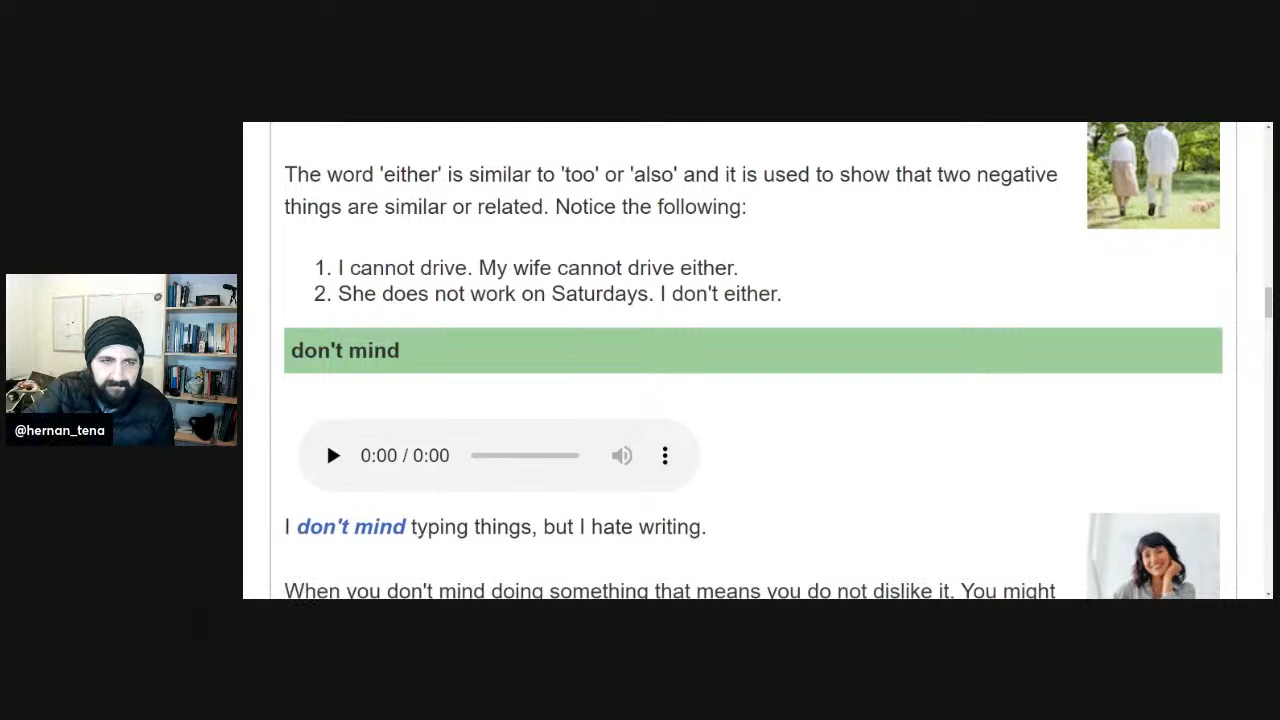 The word 'either' is similar to 'too' or 'also' and it is used to show that two negative
things are similar or related. Notice the following:
1. I cannot drive. My wife cannot drive either.
2. She does not work on Saturdays. I don't either.
don't mind
0:00 / 0:00
@hernan_tena
I don't mind typing things, but I hate writing.
When you don't mind doing something that means you do not dislike it. You might